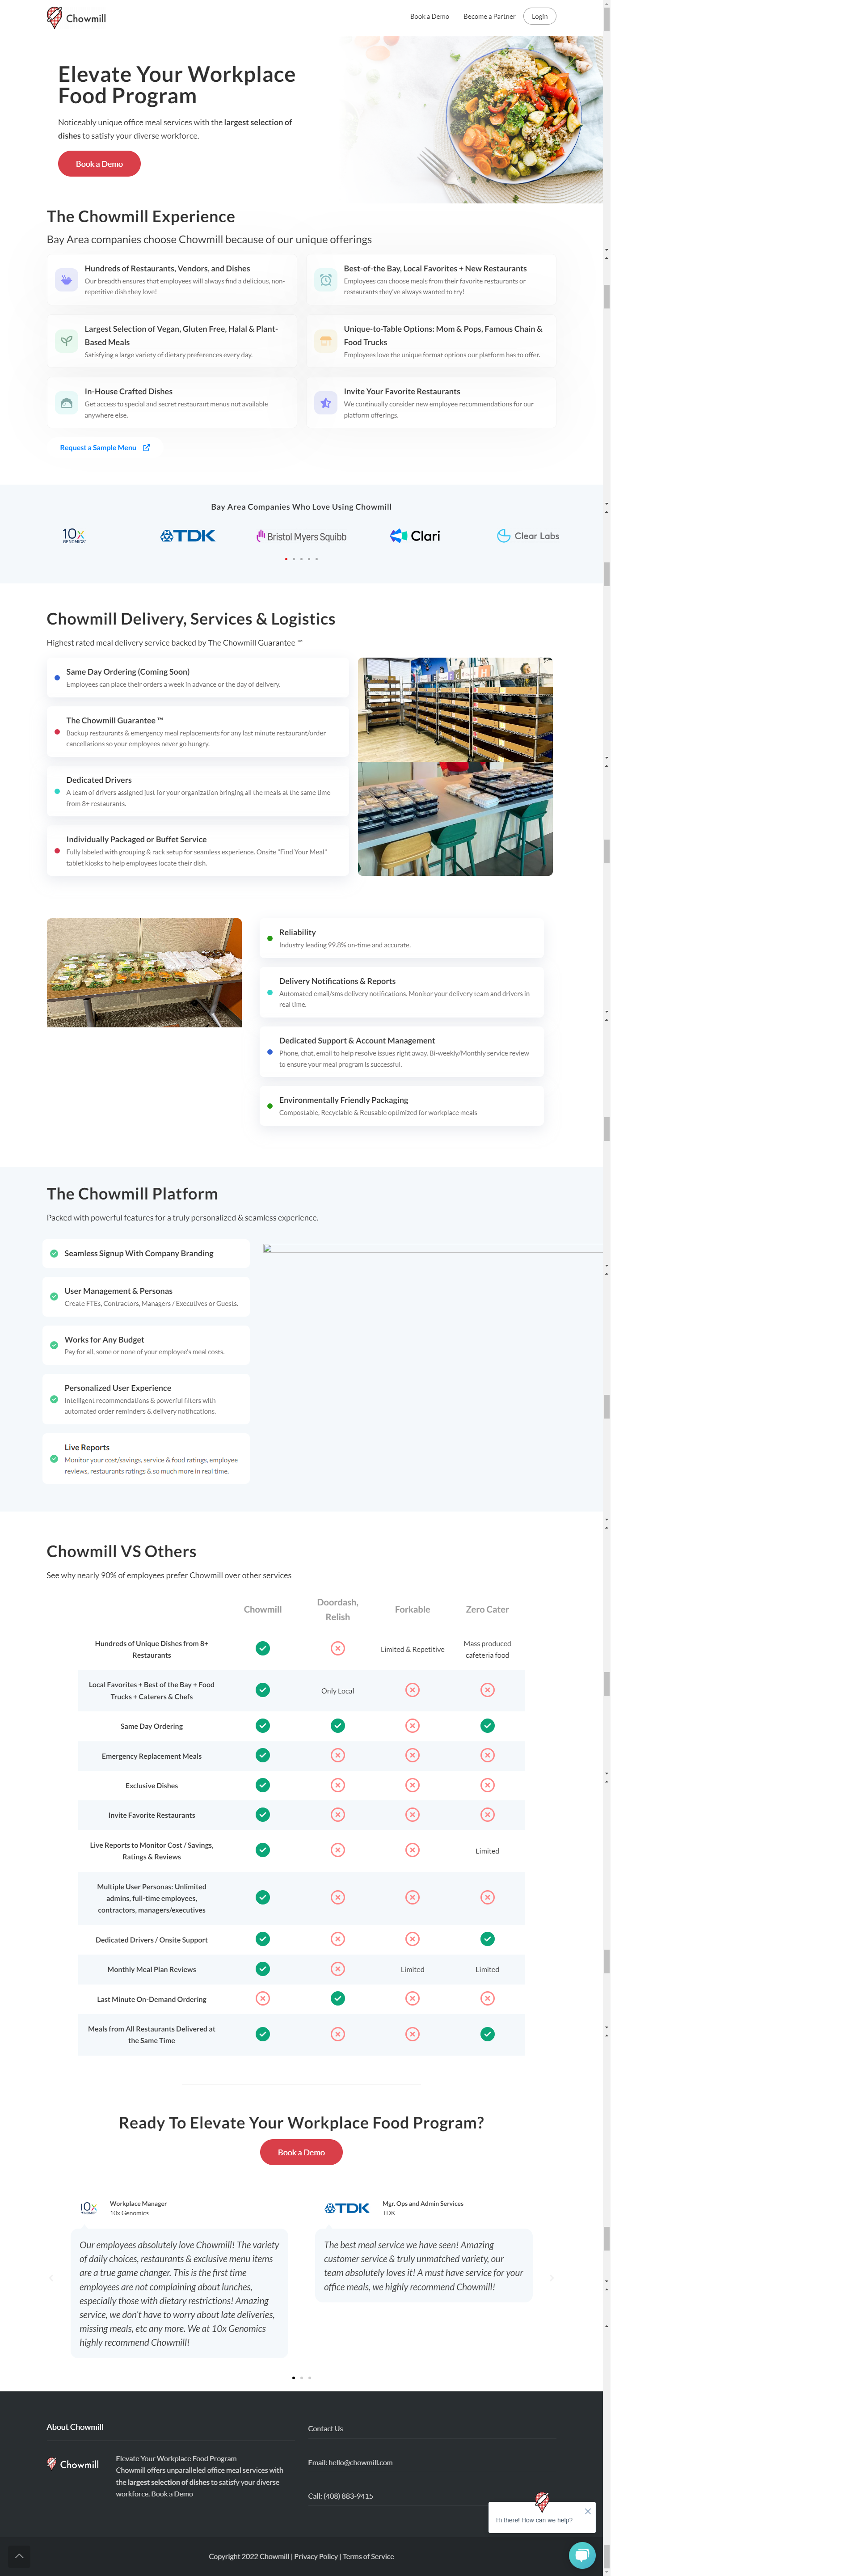 Chowmill
Book a Demo
Become a Partner
Login
Elevate Your Workplace
Food Program
Noticeably unique office meal services with the largest selection of
dishes to satisfy your diverse workforce.
Book a Demo
The Chowmill Experience
Bay Area companies choose Chowmill because of our unique offerings
Hundreds of Restaurants, Vendors, and Dishes
Our breadth ensures that employees will always find a delicious, non-
repetitive dish they love!
Best-of-the Bay, Local Favorites + New Restaurants
Employees can choose meals from their favorite restaurants or
restaurants they've always wanted to try!
Largest Selection of Vegan, Gluten Free, Halal & Plant-
Based Meals
Satisfying a large variety of dietary preferences every day.
Unique-to-Table Options: Mom & Pops, Famous Chain &
Food Trucks
Employees love the unique format options our platform has to offer.
In-House Crafted Dishes
Get access to special and secret restaurant menus not available
anywhere else.
Invite Your Favorite Restaurants
We continually consider new employee recommendations for our
platform offerings.
Request a Sample Menu
Bay Area Companies Who Love Using Chowmill
10x
GENOMICS
TDK
Bristol Myers Squibb
Clari
Clear Labs
Chowmill Delivery, Services & Logistics
Highest rated meal delivery service backed by The Chowmill Guarantee ™
Same Day Ordering (Coming Soon)
Employees can place their orders a week in advance or the day of delivery.
The Chowmill Guarantee ™
Backup restaurants & emergency meal replacements for any last minute restaurant/order
cancellations so your employees never go hungry.
Dedicated Drivers
A team of drivers assigned just for your organization bringing all the meals at the same time
from 8+ restaurants.
Individually Packaged or Buffet Service
Fully labeled with grouping & rack setup for seamless experience. Onsite "Find Your Meal"
tablet kiosks to help employees locate their dish.
Reliability
Industry leading 99.8% on-time and accurate.
Delivery Notifications & Reports
Automated email/sms delivery notifications. Monitor your delivery team and drivers in
real time.
Dedicated Support & Account Management
Phone, chat, email to help resolve issues right away. Bi-weekly/Monthly service review
to ensure your meal program is successful.
Environmentally Friendly Packaging
Compostable, Recyclable & Reusable optimized for workplace meals
The Chowmill Platform
Packed with powerful features for a truly personalized & seamless experience.
Seamless Signup With Company Branding
User Management & Personas
Create FTEs, Contractors, Managers / Executives or Guests.
Works for Any Budget
Pay for all, some or none of your employee's meal costs.
Personalized User Experience
Intelligent recommendations & powerful filters with
automated order reminders & delivery notifications.
Live Reports
Monitor your cost/savings, service & food ratings, employee
reviews, restaurants ratings & so much more in real time.
Chowmill VS Others
See why nearly 90% of employees prefer Chowmill over other services
Chowmill
Doordash,
Relish
Forkable
Zero Cater
Hundreds of Unique Dishes from 8+
Restaurants
Limited & Repetitive
Mass produced
cafeteria food
Local Favorites + Best of the Bay + Food
Trucks + Caterers & Chefs
Only Local
Same Day Ordering
Emergency Replacement Meals
Exclusive Dishes
Invite Favorite Restaurants
Live Reports to Monitor Cost / Savings,
Ratings & Reviews
Limited
Multiple User Personas: Unlimited
admins, full-time employees,
contractors, managers/executives
Dedicated Drivers / Onsite Support
Monthly Meal Plan Reviews
Limited
Limited
Last Minute On-Demand Ordering
Meals from All Restaurants Delivered at
the Same Time
Ready To Elevate Your Workplace Food Program?
Book a Demo
10x
GENOMICS
Workplace Manager
10x Genomics
Our employees absolutely love Chowmill! The variety
of daily choices, restaurants & exclusive menu items
are a true game changer. This is the first time
employees are not complaining about lunches,
especially those with dietary restrictions! Amazing
service, we don't have to worry about late deliveries,
missing meals, etc any more. We at 10x Genomics
highly recommend Chowmill!
TDK
Mgr. Ops and Admin Services
TDK
The best meal service we have seen! Amazing
customer service & truly unmatched variety, our
team absolutely loves it! A must have service for your
office meals, we highly recommend Chowmill!
About Chowmill
Chowmill
Elevate Your Workplace Food Program
Chowmill offers unparalleled office meal services with
the largest selection of dishes to satisfy your diverse
workforce. Book a Demo
Contact Us
Email: hello@chowmill.com
Call: (408) 883-9415
Hi there! How can we help?
Copyright 2022 Chowmill | Privacy Policy | Terms of Service